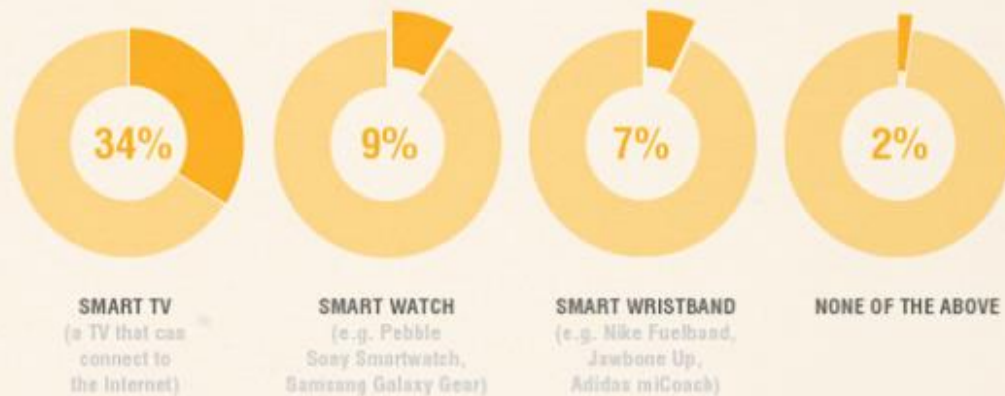 34%
9%
7%
2%
SMART TV
(a TV that can
connect to
the Internet)
SMART WATCH
(e.g. Pebble
Sony Smartwatch,
Samsung Galaxy Gear)
SMART WRISTBAND
(e.g. Nike Fuelband,
Jawbone Up,
Adidas miCoach)
NONE OF THE ABOVE